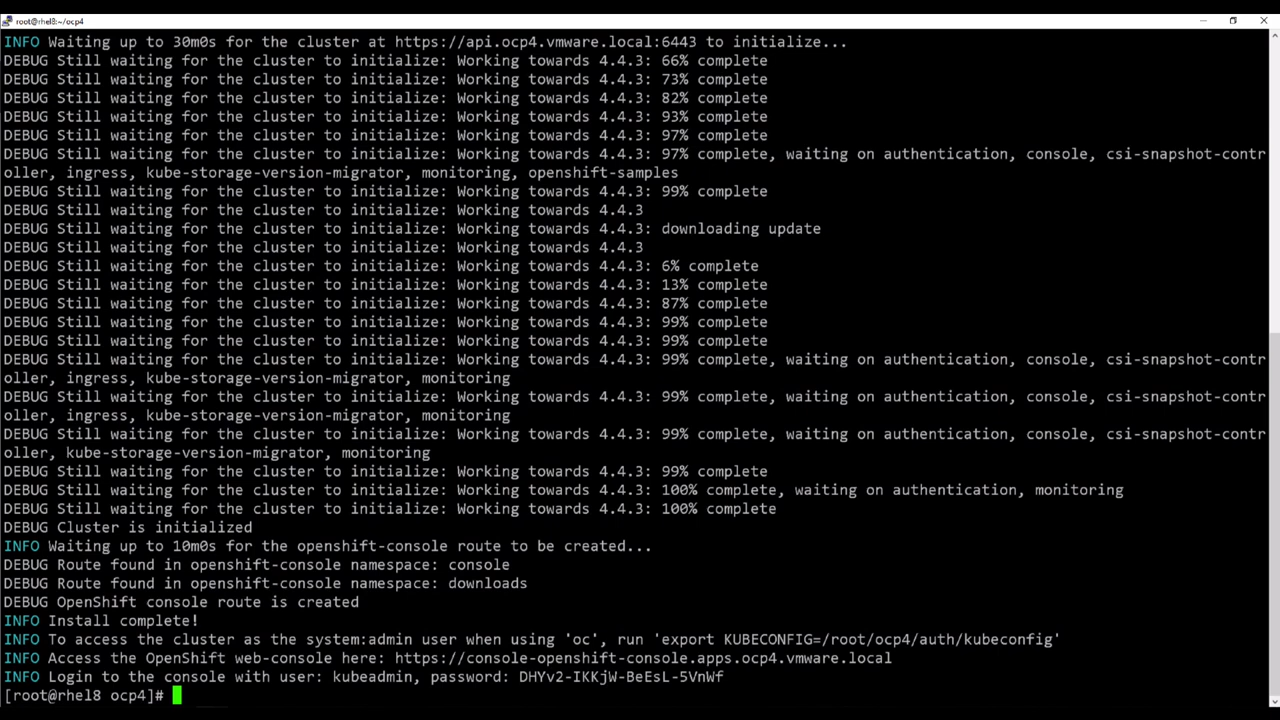 root@rhel8:~/ocp4
INFO Waiting up to 30m0s for the cluster at https://api.ocp4.vmware.local:6443 to initialize...
DEBUG Still waiting for the cluster to initialize: Working towards 4.4.3: 66% complete
DEBUG Still waiting for the cluster to initialize: Working towards 4.4.3: 73% complete
DEBUG Still waiting for the cluster to initialize: Working towards 4.4.3: 82% complete
DEBUG Still waiting for the cluster to initialize: Working towards 4.4.3: 93% complete
DEBUG Still waiting for the cluster to initialize: Working towards 4.4.3: 97% complete
DEBUG Still waiting for the cluster to initialize: Working towards 4.4.3: 97% complete, waiting on authentication, console, csi-snapshot-contr
oller, ingress, kube-storage-version-migrator, monitoring, openshift-samples
DEBUG Still waiting for the cluster to initialize: Working towards 4.4.3: 99% complete
DEBUG Still waiting for the cluster to initialize: Working towards 4.4.3
DEBUG Still waiting for the cluster to initialize: Working towards 4.4.3: downloading update
DEBUG Still waiting for the cluster to initialize: Working towards 4.4.3
DEBUG Still waiting for the cluster to initialize: Working towards 4.4.3: 6% complete
DEBUG Still waiting for the cluster to initialize: Working towards 4.4.3: 13% complete
DEBUG Still waiting for the cluster to initialize: Working towards 4.4.3: 87% complete
DEBUG Still waiting for the cluster to initialize: Working towards 4.4.3: 99% complete
DEBUG Still waiting for the cluster to initialize: Working towards 4.4.3: 99% complete
DEBUG Still waiting for the cluster to initialize: Working towards 4.4.3: 99% complete, waiting on authentication, console, csi-snapshot-contr
oller, ingress, kube-storage-version-migrator, monitoring
DEBUG Still waiting for the cluster to initialize: Working towards 4.4.3: 99% complete, waiting on authentication, console, csi-snapshot-contr
oller, ingress, kube-storage-version-migrator, monitoring
DEBUG Still waiting for the cluster to initialize: Working towards 4.4.3: 99% complete, waiting on authentication, console, csi-snapshot-contr
oller, kube-storage-version-migrator, monitoring
DEBUG Still waiting for the cluster to initialize: Working towards 4.4.3: 99% complete
DEBUG Still waiting for the cluster to initialize: Working towards 4.4.3: 100% complete, waiting on authentication, monitoring
DEBUG Still waiting for the cluster to initialize: Working towards 4.4.3: 100% complete
DEBUG Cluster is initialized
INFO Waiting up to 10m0s for the openshift-console route to be created...
DEBUG Route found in openshift-console namespace: console
DEBUG Route found in openshift-console namespace: downloads
DEBUG OpenShift console route is created
INFO Install complete!
INFO To access the cluster as the system:admin user when using 'oc', run 'export KUBECONFIG=/root/ocp4/auth/kubeconfig'
INFO Access the OpenShift web-console here: https://console-openshift-console.apps.ocp4.vmware.local
INFO Login to the console with user: kubeadmin, password: DHYv2-IKKjW-BeEsL-5VnWf
[root@rhel8 ocp4]#